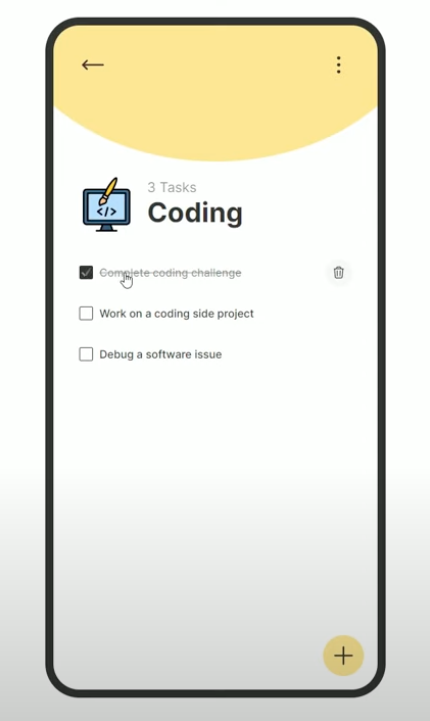 3 Tasks
Coding
</>
Complete coding challenge
Work on a coding side project
Debug a software issue